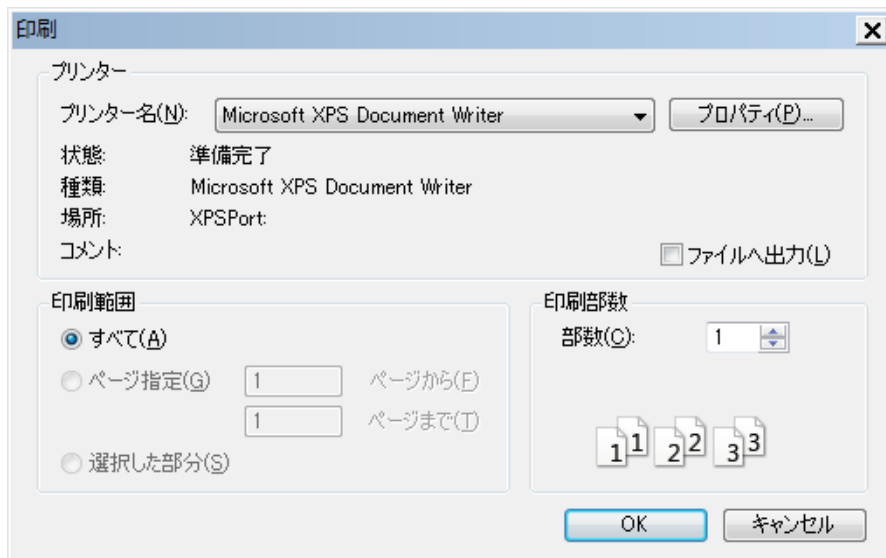 印刷
プリンター
プリンター名(N): Microsoft XPS Document Writer プロパティ(P)...
状態: 準備完了
種類: Microsoft XPS Document Writer
場所: XPSPort:
コメント: ファイルへ出力(L)
印刷範囲
すべて(A)
ページ指定(G) 1 ページから(F)
1 ページまで(T)
選択した部分(S)
印刷部数
部数(C): 1
1 1 2 2 3 3
OK キャンセル